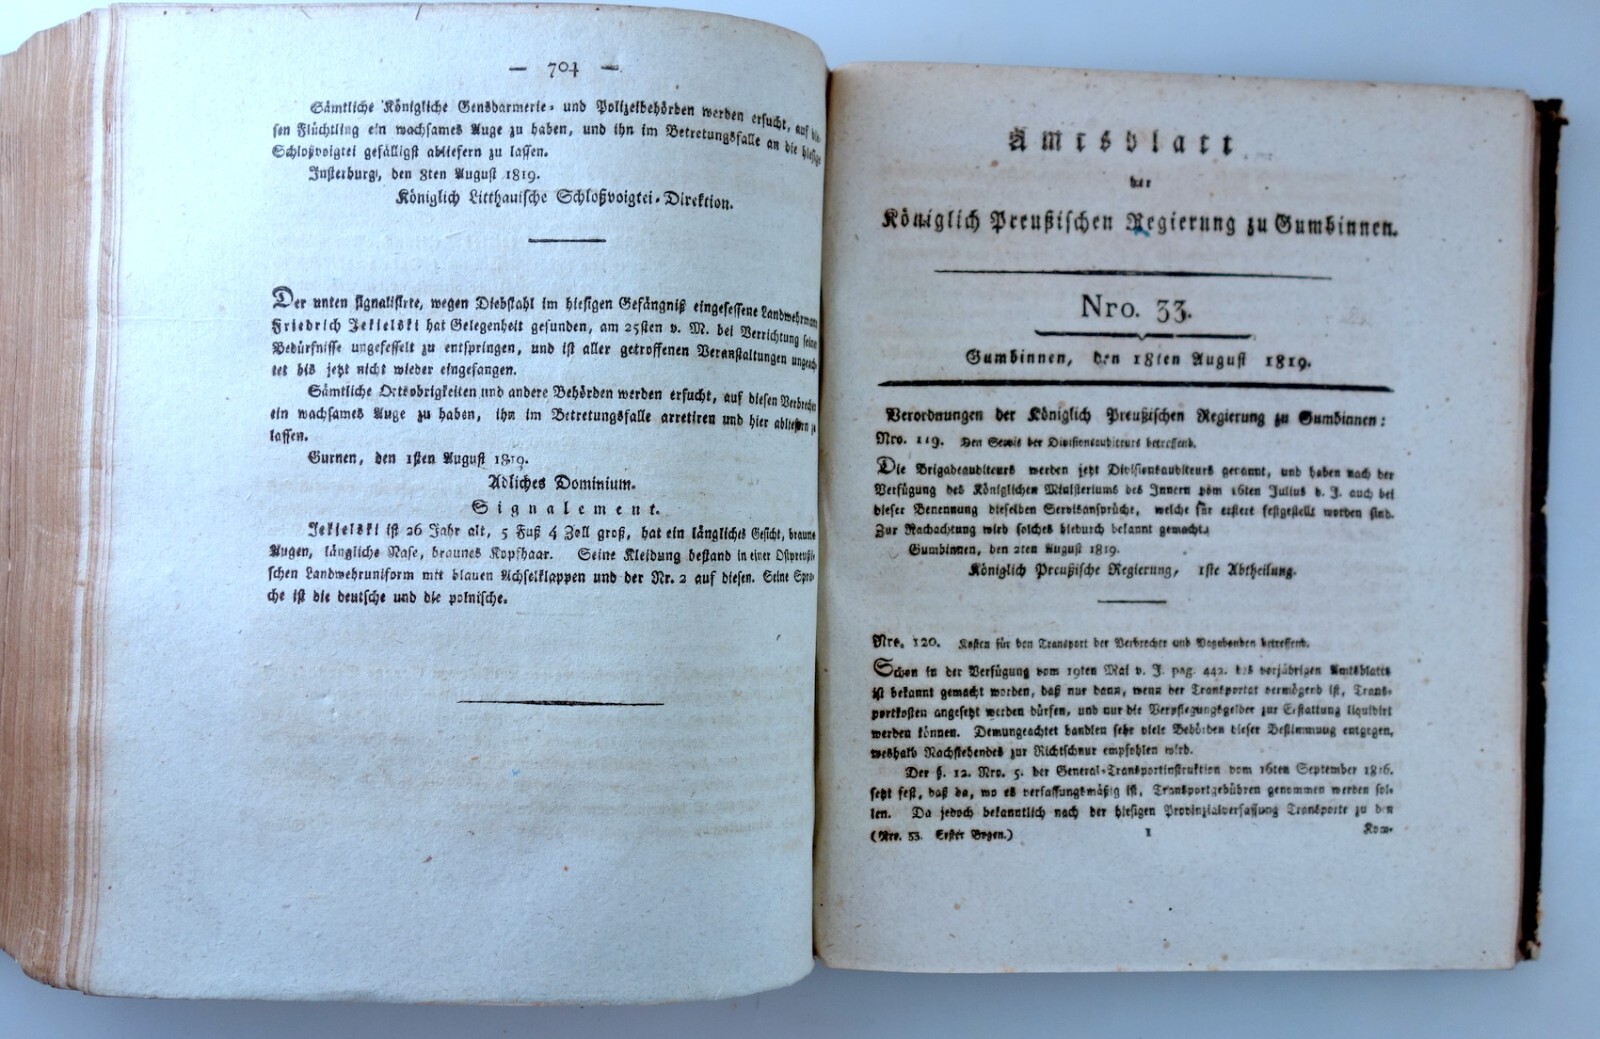 — 704 —
Sämtliche Königliche Gensdarmerie- und Polizeibehörden werden ersucht, auf die-
sen Flüchtling ein wachsames Auge zu haben, und ihn im Betretungsfalle an die hiesige
Schloßvoigtei gefälligst abliefern zu lassen.
Insterburg, den 8ten August 1819.
Königlich Litthauische Schloßvoigtei-Direktion.
Der unten signalisirte, wegen Diebstahl im hiesigen Gefängniß eingesessene Landwehrmann
Friedrich Jekielski hat Gelegenheit gefunden, am 25sten v. M. bei Verrichtung seiner
Bedürfnisse ungefesselt zu entspringen, und ist aller getroffenen Veranstaltungen ungeach
tet bis jetzt nicht wieder eingefangen.
Sämtliche Ortsobrigkeiten und andere Behörden werden ersucht, auf diesen Verbrecher
ein wachsames Auge zu haben, ihn im Betretungsfalle arretiren und hier abliefern zu
lassen.
Gurnen, den 1sten August 1819.
Adliches Dominium.
Signalement.
Jekielski ist 26 Jahr alt, 5 Fuß 4 Zoll groß, hat ein längliches Gesicht, braune
Augen, längliche Nase, braunes Kopfhaar. Seine Kleidung bestand in einer Ostpreußi-
schen Landwehruniform mit blauen Achselklappen und der Nr. 2 auf diesen. Seine Spra-
che ist die deutsche und die polnische.
Amtsblatt
der
Königlich Preußischen Regierung zu Gumbinnen.
Nro. 33.
Gumbinnen, den 18ten August 1819.
Verordnungen der Königlich Preußischen Regierung zu Gumbinnen:
Nro. 119. Den Servis der Divisionsauditeurs betreffend.
Die Brigadeauditeurs werden jetzt Divisionsauditeurs genannt, und haben nach der
Verfügung des Königlichen Ministeriums des Innern vom 16ten Julius d. J. auch bei
dieser Benennung dieselben Servisansprüche, welche für erstere festgestellt worden sind.
Zur Nachachtung wird solches hiedurch bekannt gemacht.
Gumbinnen, den 2ten August 1819.
Königlich Preußische Regierung, 1ste Abtheilung.
Nro. 120. Kosten für den Transport der Verbrecher und Vagabonden betreffend.
Schon in der Verfügung vom 19ten Mai v. J. pag. 442. des vorjährigen Amtsblatts
ist bekannt gemacht worden, daß nur dann, wenn der Transportat vermögend ist, Trans-
portkosten angesetzt werden dürfen, und nur die Verpflegungsgelder zur Erstattung liquidirt
werden können. Demungeachtet handlen sehr viele Behörden dieser Bestimmung entgegen,
weshalb Nachstehendes zur Richtschnur empfohlen wird.
Der §. 12. Nro. 5. der General-Transportinstruktion vom 16ten September 1816.
setzt fest, daß da, wo es verfassungsmäßig ist, Transportgebühren genommen werden sol-
len. Da jedoch bekanntlich nach der hiesigen Provinzialverfassung Transporte zu den
(Nro. 33. Erster Bogen.) 1 Kom-